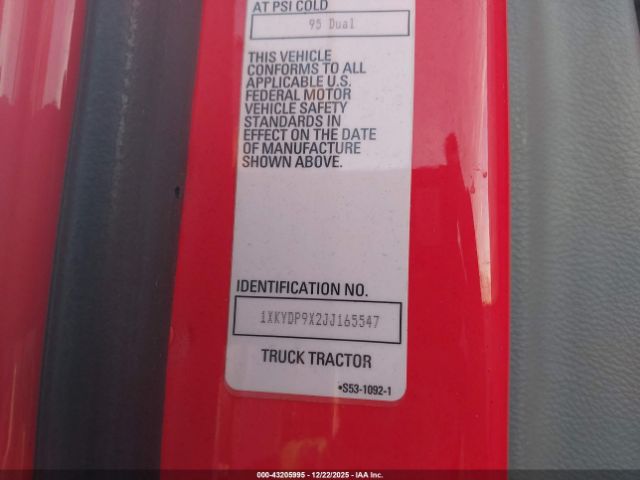 AT PSI COLD
95 Dual
THIS VEHICLE
CONFORMS TO ALL
APPLICABLE U.S.
FEDERAL MOTOR
VEHICLE SAFETY
STANDARDS IN
EFFECT ON THE DATE
OF MANUFACTURE
SHOWN ABOVE.
IDENTIFICATION NO.
1XKYDP9X2JJ165547
TRUCK TRACTOR
•S53-1092-1
000-43205995 - 12/22/2025 - IAA Inc.